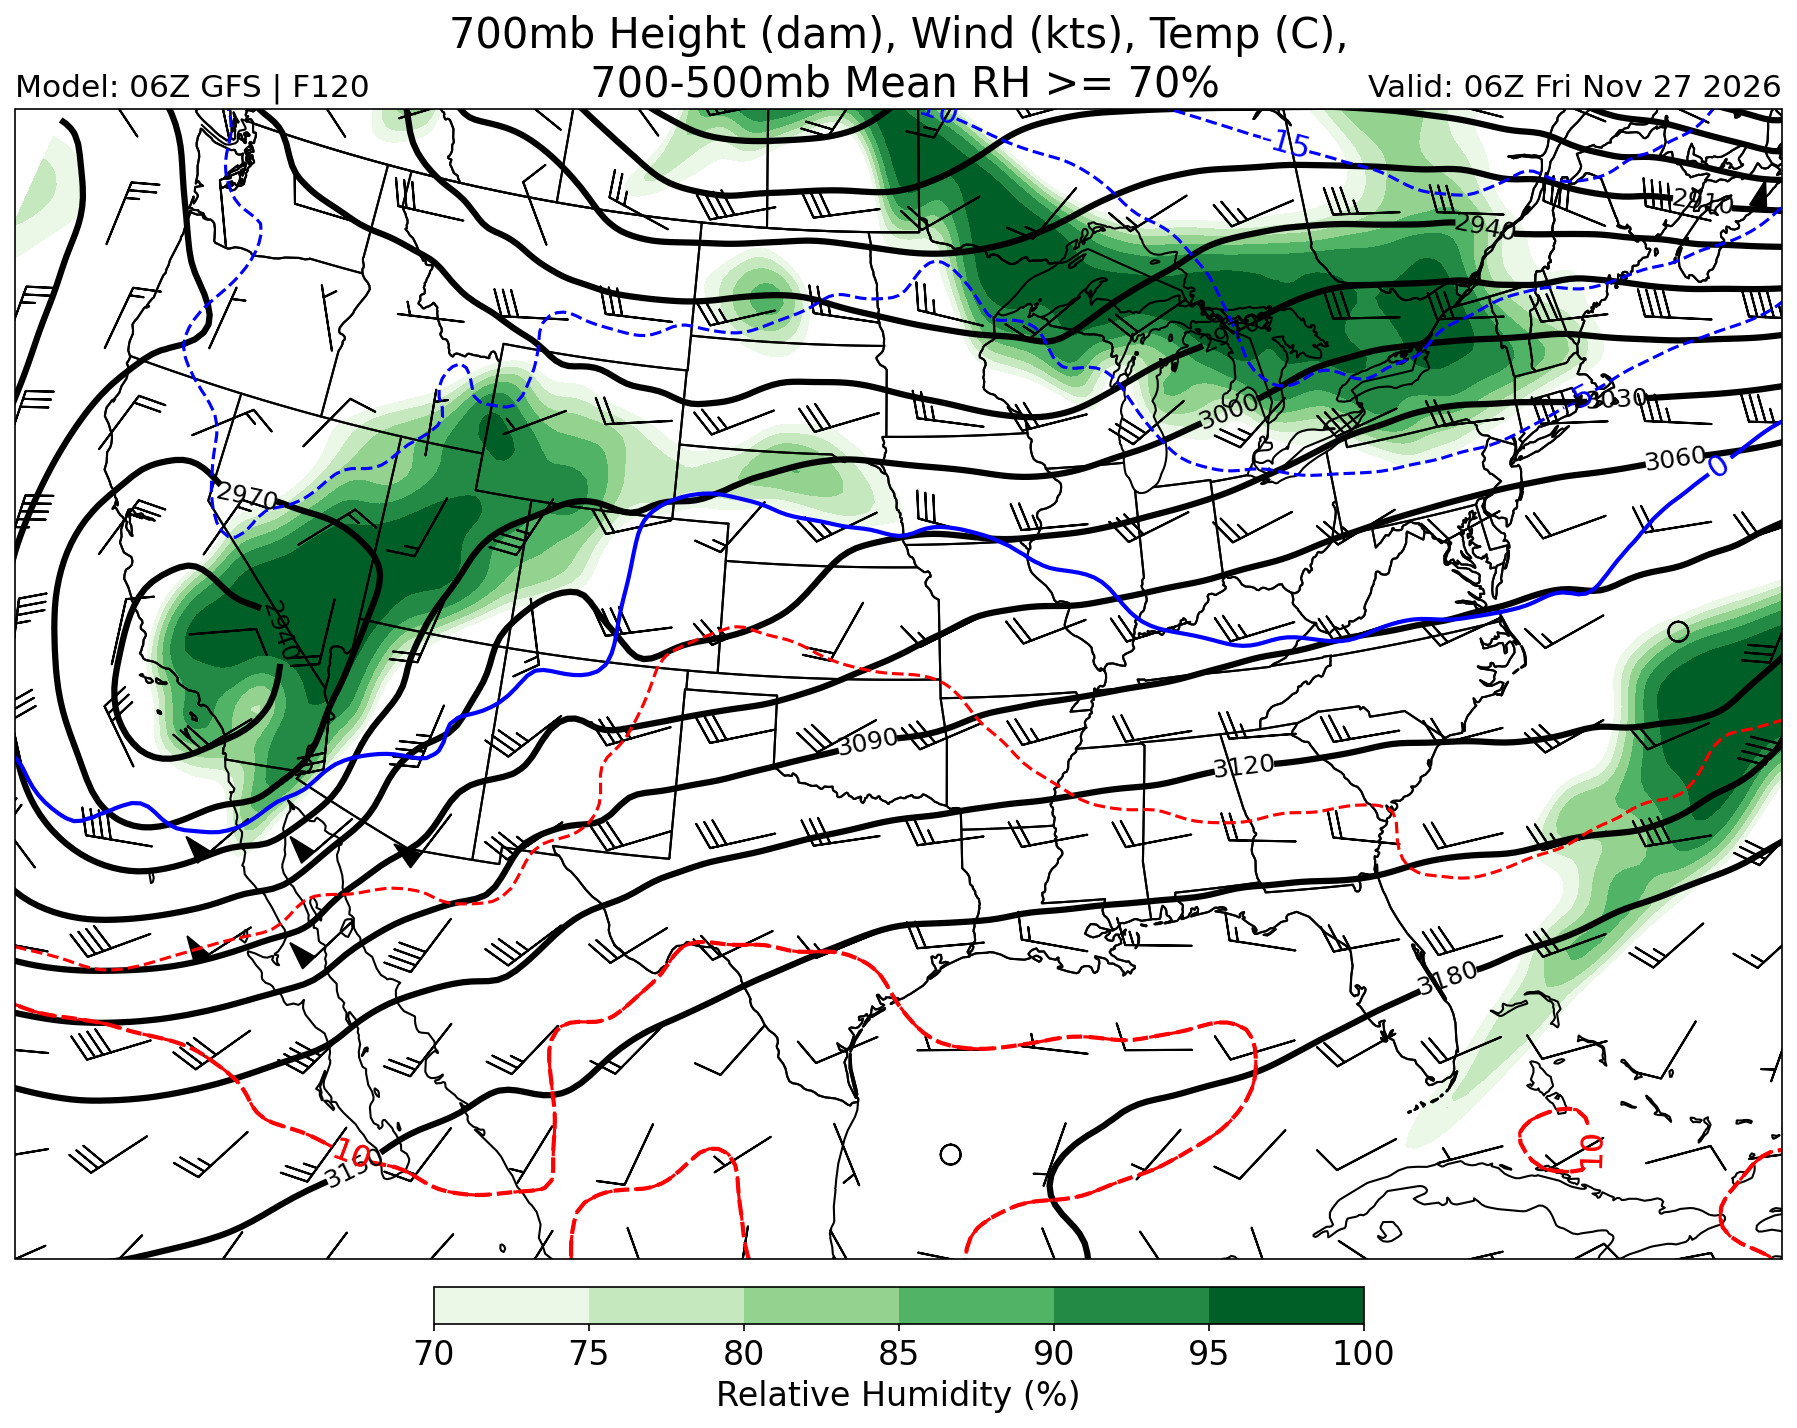 700mb Height (dam), Wind (kts), Temp (C),
700-500mb Mean RH >= 70%
Model: 06Z GFS | F120
Valid: 06Z Fri Nov 27 2026
-15
2910
2940
3000
3030
3060
0
2970
2940
3090
3120
3180
10
10
70 75 80 85 90 95 100
Relative Humidity (%)